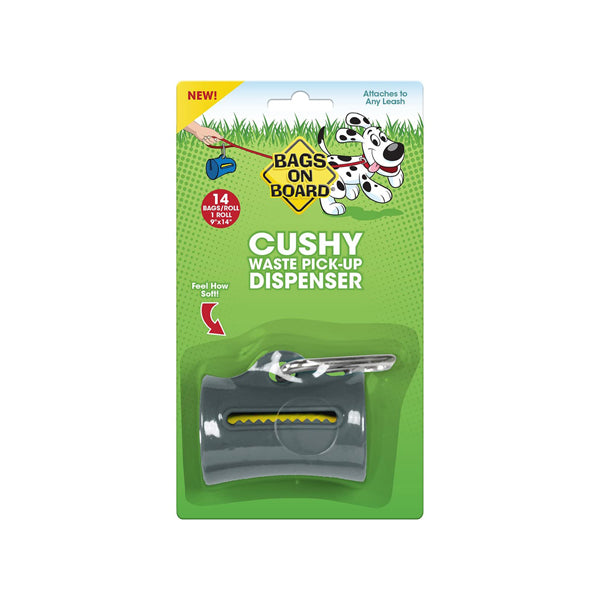 NEW!
Attaches to
Any Leash
BAGS
ON
BOARD®
14
BAGS/ROLL
1 ROLL
9"x14"
CUSHY
WASTE PICK-UP
DISPENSER
Feel How
Soft!